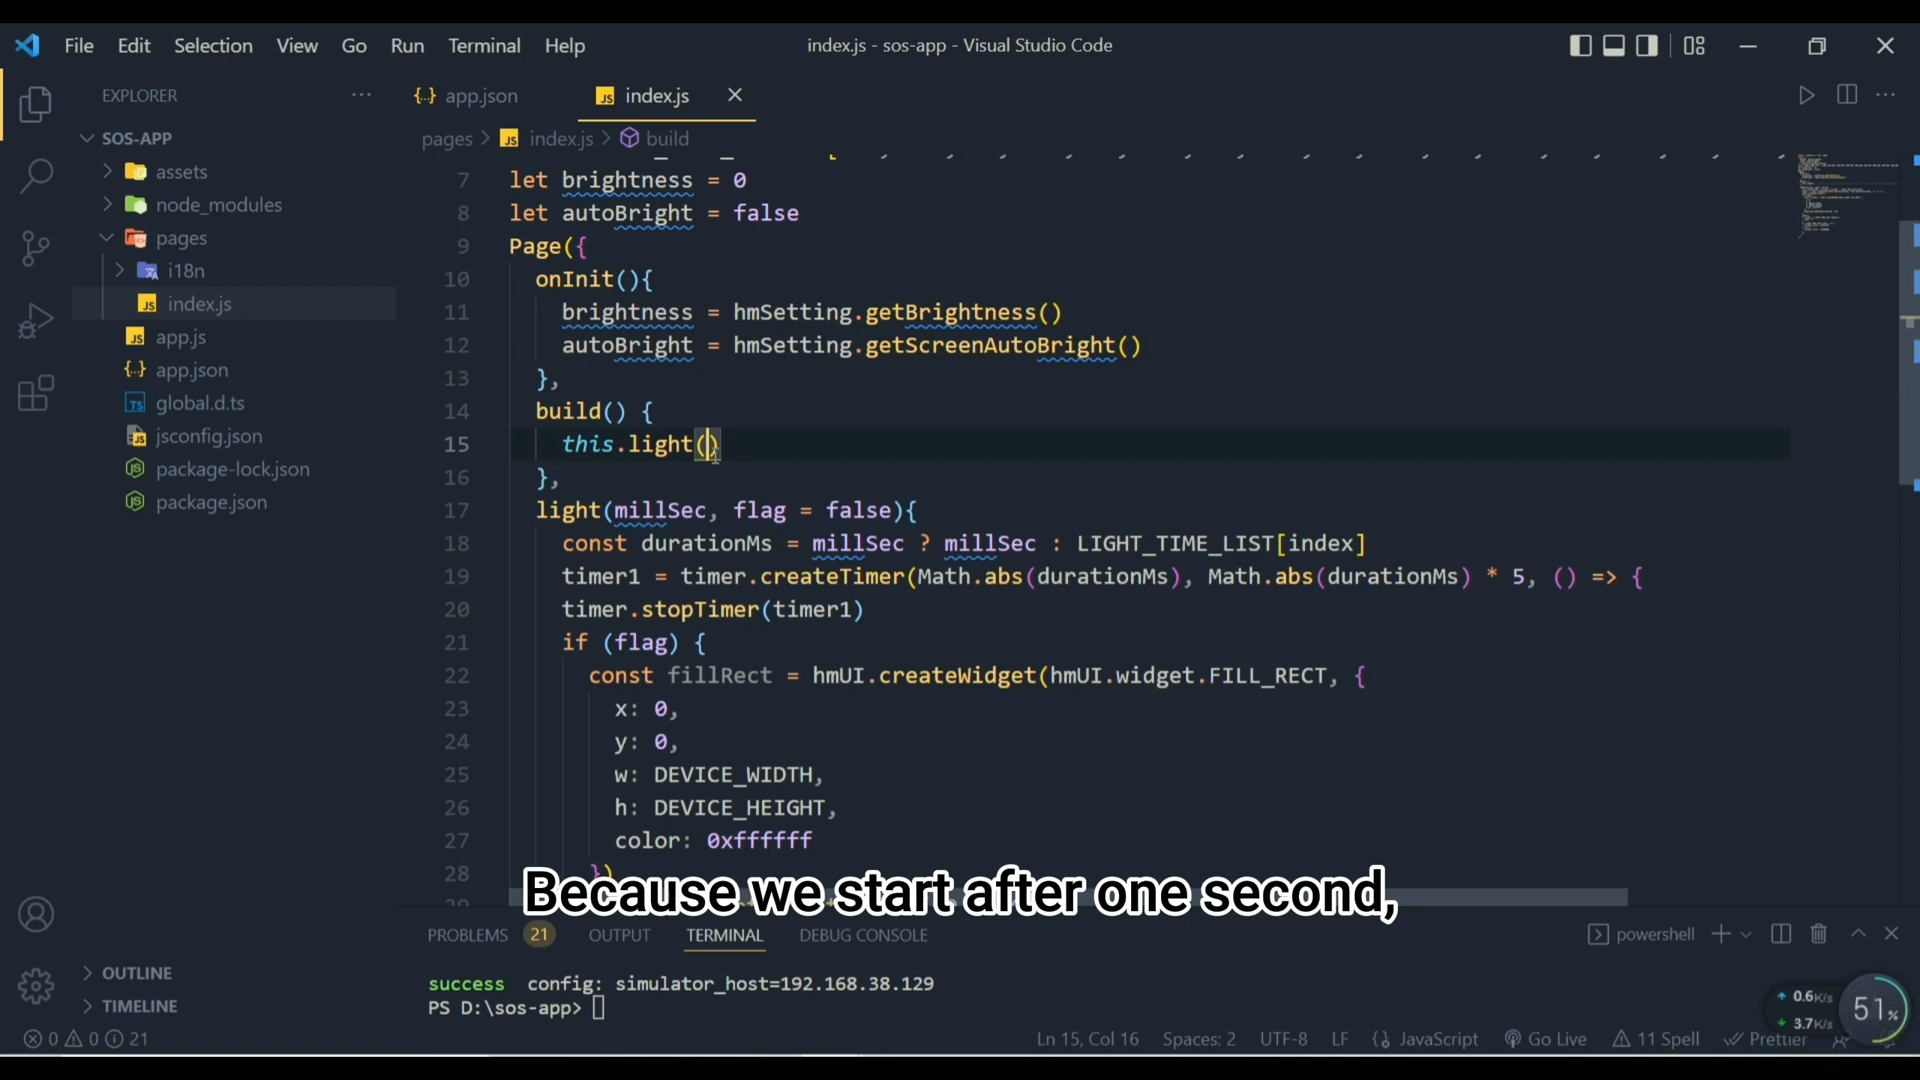 File Edit Selection View Go Run Terminal Help
index.js - sos-app - Visual Studio Code
EXPLORER
SOS-APP
assets
node_modules
pages
i18n
index.js
app.js
app.json
global.d.ts
jsconfig.json
package-lock.json
package.json
OUTLINE
TIMELINE
{..} app.json
JS index.js
pages > JS index.js > build
7 let brightness = 0
8 let autoBright = false
9 Page({
10 onInit(){
11 brightness = hmSetting.getBrightness()
12 autoBright = hmSetting.getScreenAutoBright()
13 },
14 build() {
15 this.light()
16 },
17 light(millSec, flag = false){
18 const durationMs = millSec ? millSec : LIGHT_TIME_LIST[index]
19 timer1 = timer.createTimer(Math.abs(durationMs), Math.abs(durationMs) * 5, () => {
20 timer.stopTimer(timer1)
21 if (flag) {
22 const fillRect = hmUI.createWidget(hmUI.widget.FILL_RECT, {
23 x: 0,
24 y: 0,
25 w: DEVICE_WIDTH,
26 h: DEVICE_HEIGHT,
27 color: 0xffffff
28 })
Because we start after one second,
PROBLEMS 21 OUTPUT TERMINAL DEBUG CONSOLE
powershell
success config: simulator_host=192.168.38.129
PS D:\sos-app>
0.6K/s
3.7K/s
51%
0 0 21
Ln 15, Col 16 Spaces: 2 UTF-8 LF JavaScript Go Live 11 Spell Prettier